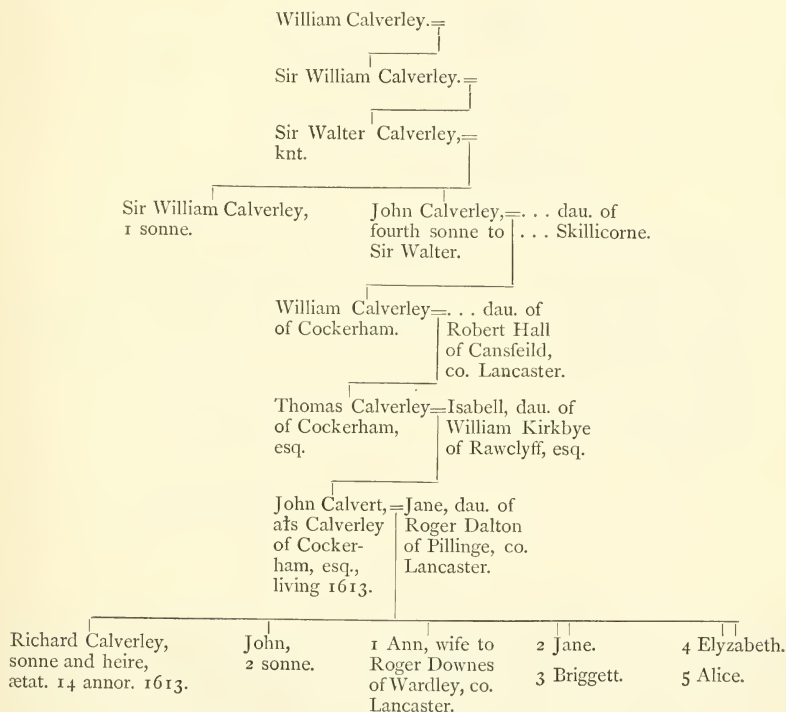 William Calverley.=
Sir William Calverley.=
Sir Walter Calverley,=
knt.
Sir William Calverley,
1 sonne.
John Calverley,=. . . dau. of
fourth sonne to . . . Skillicorne.
Sir Walter.
William Calverley=. . . dau. of
of Cockerham. Robert Hall
of Cansfeild,
co. Lancaster.
Thomas Calverley=Isabell, dau. of
of Cockerham, William Kirkbye
esq. of Rawclyff, esq.
John Calvert,=Jane, dau. of
ałs Calverley Roger Dalton
of Cocker- of Pillinge, co.
ham, esq., Lancaster.
living 1613.
Richard Calverley,
sonne and heire,
ætat. 14 annor. 1613.
John,
2 sonne.
1 Ann, wife to
Roger Downes
of Wardley, co.
Lancaster.
2 Jane.
3 Briggett.
4 Elyzabeth.
5 Alice.